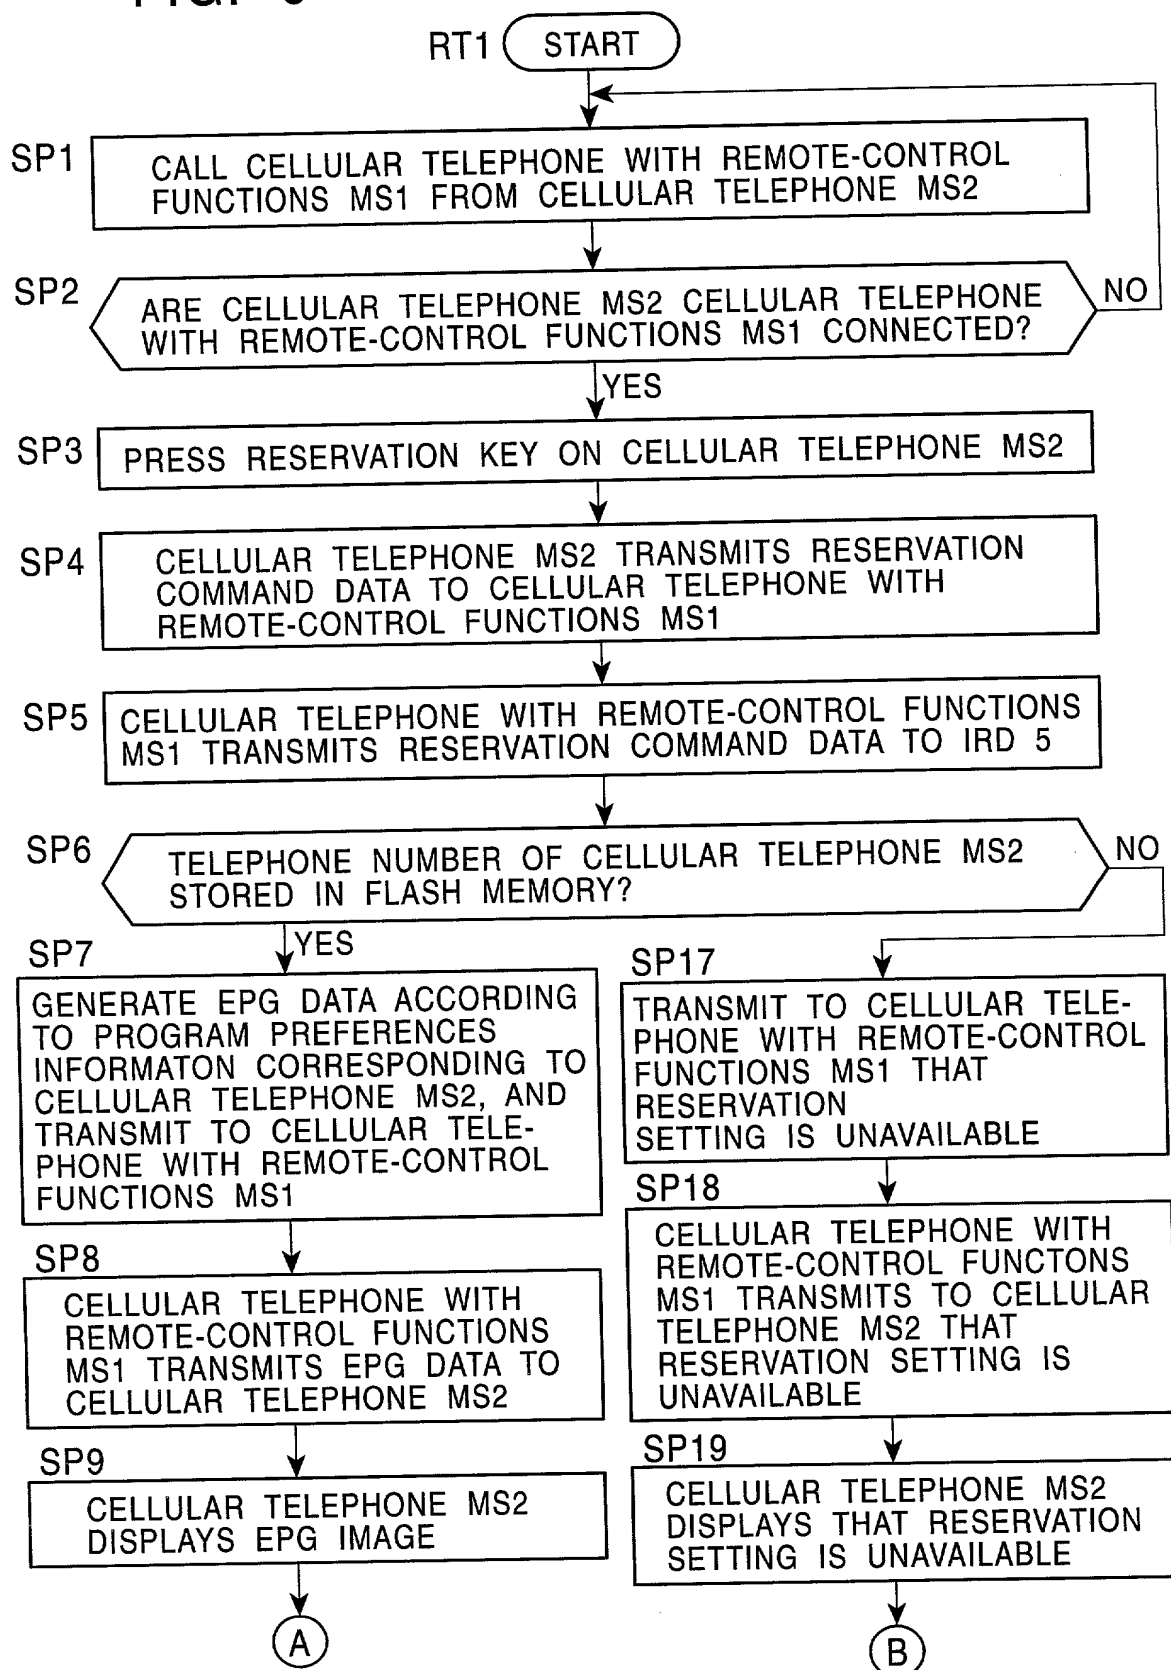 RT1 START
SP1
CALL CELLULAR TELEPHONE WITH REMOTE-CONTROL
FUNCTIONS MS1 FROM CELLULAR TELEPHONE MS2
SP2
ARE CELLULAR TELEPHONE MS2 CELLULAR TELEPHONE
WITH REMOTE-CONTROL FUNCTIONS MS1 CONNECTED?
NO
YES
SP3
PRESS RESERVATION KEY ON CELLULAR TELEPHONE MS2
SP4
CELLULAR TELEPHONE MS2 TRANSMITS RESERVATION
COMMAND DATA TO CELLULAR TELEPHONE WITH
REMOTE-CONTROL FUNCTIONS MS1
SP5
CELLULAR TELEPHONE WITH REMOTE-CONTROL FUNCTIONS
MS1 TRANSMITS RESERVATION COMMAND DATA TO IRD 5
SP6
TELEPHONE NUMBER OF CELLULAR TELEPHONE MS2
STORED IN FLASH MEMORY?
NO
YES
SP7
GENERATE EPG DATA ACCORDING
TO PROGRAM PREFERENCES
INFORMATON CORRESPONDING TO
CELLULAR TELEPHONE MS2, AND
TRANSMIT TO CELLULAR TELE-
PHONE WITH REMOTE-CONTROL
FUNCTIONS MS1
SP8
CELLULAR TELEPHONE WITH
REMOTE-CONTROL FUNCTIONS
MS1 TRANSMITS EPG DATA TO
CELLULAR TELEPHONE MS2
SP9
CELLULAR TELEPHONE MS2
DISPLAYS EPG IMAGE
A
SP17
TRANSMIT TO CELLULAR TELE-
PHONE WITH REMOTE-CONTROL
FUNCTIONS MS1 THAT
RESERVATION
SETTING IS UNAVAILABLE
SP18
CELLULAR TELEPHONE WITH
REMOTE-CONTROL FUNCTONS
MS1 TRANSMITS TO CELLULAR
TELEPHONE MS2 THAT
RESERVATION SETTING IS
UNAVAILABLE
SP19
CELLULAR TELEPHONE MS2
DISPLAYS THAT RESERVATION
SETTING IS UNAVAILABLE
B